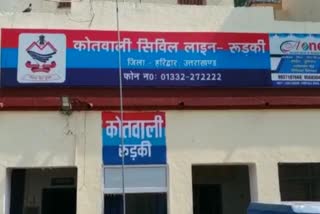 कोतवाली सिविल लाइन- रूड़की
जिला - हरिद्वार उत्तराखण्ड
फोन न0: 01332-272222
कोतवाली
रूड़की